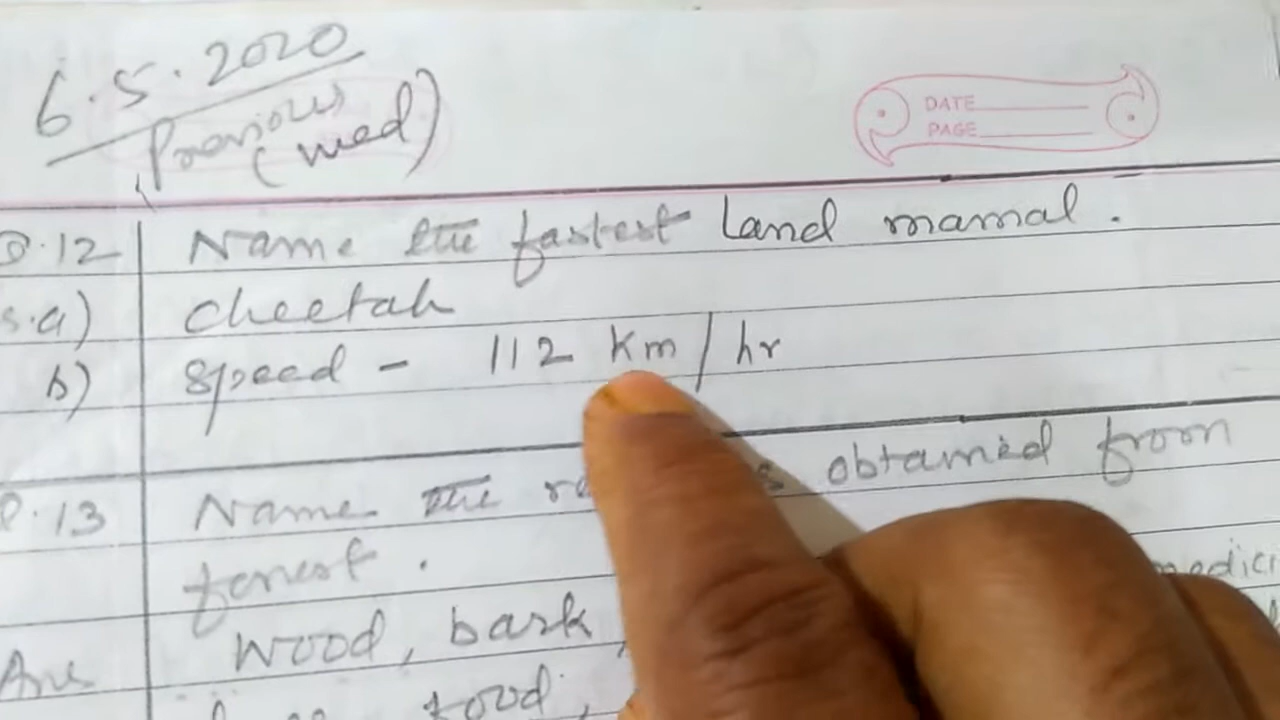 6.5.2020
Previous
(wed)
DATE
PAGE
Q.12 Name the fastest Land mamal.
a) cheetah
b) speed - 112 km/hr
Q.13 Name the obtained from
forest.
Ans Wood, bark
food,